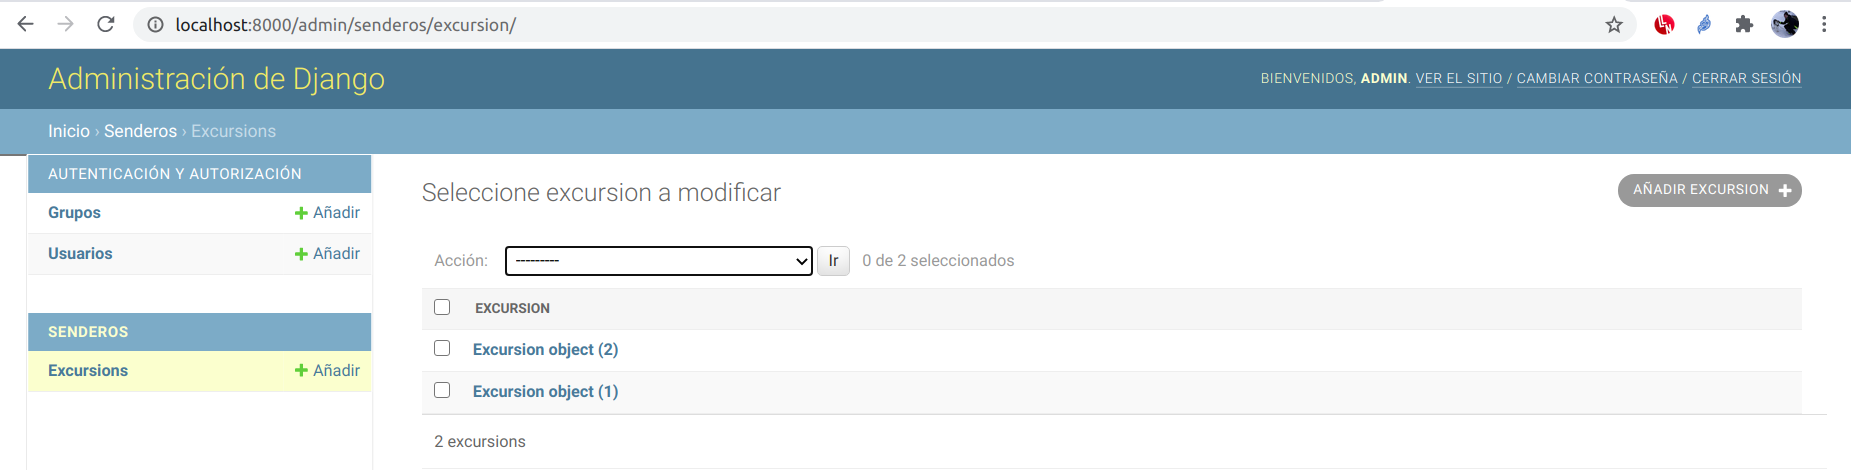 localhost:8000/admin/senderos/excursion/
Administración de Django
BIENVENIDOS, ADMIN. VER EL SITIO / CAMBIAR CONTRASEÑA / CERRAR SESIÓN
Inicio › Senderos › Excursions
AUTENTICACIÓN Y AUTORIZACIÓN
Grupos + Añadir
Usuarios + Añadir
SENDEROS
Excursions + Añadir
Seleccione excursion a modificar
AÑADIR EXCURSION +
Acción: --------- Ir 0 de 2 seleccionados
EXCURSION
Excursion object (2)
Excursion object (1)
2 excursions